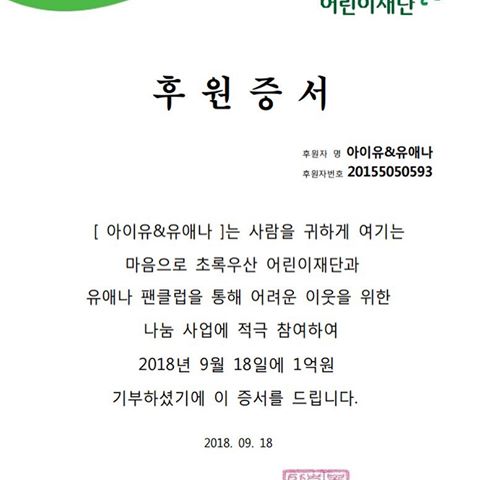 어린이재단
후원증서
후원자 명 아이유&유애나
후원자번호 20155050593
[ 아이유&유애나 ]는 사람을 귀하게 여기는
마음으로 초록우산 어린이재단과
유애나 팬클럽을 통해 어려운 이웃을 위한
나눔 사업에 적극 참여하여
2018년 9월 18일에 1억원
기부하셨기에 이 증서를 드립니다.
2018. 09. 18